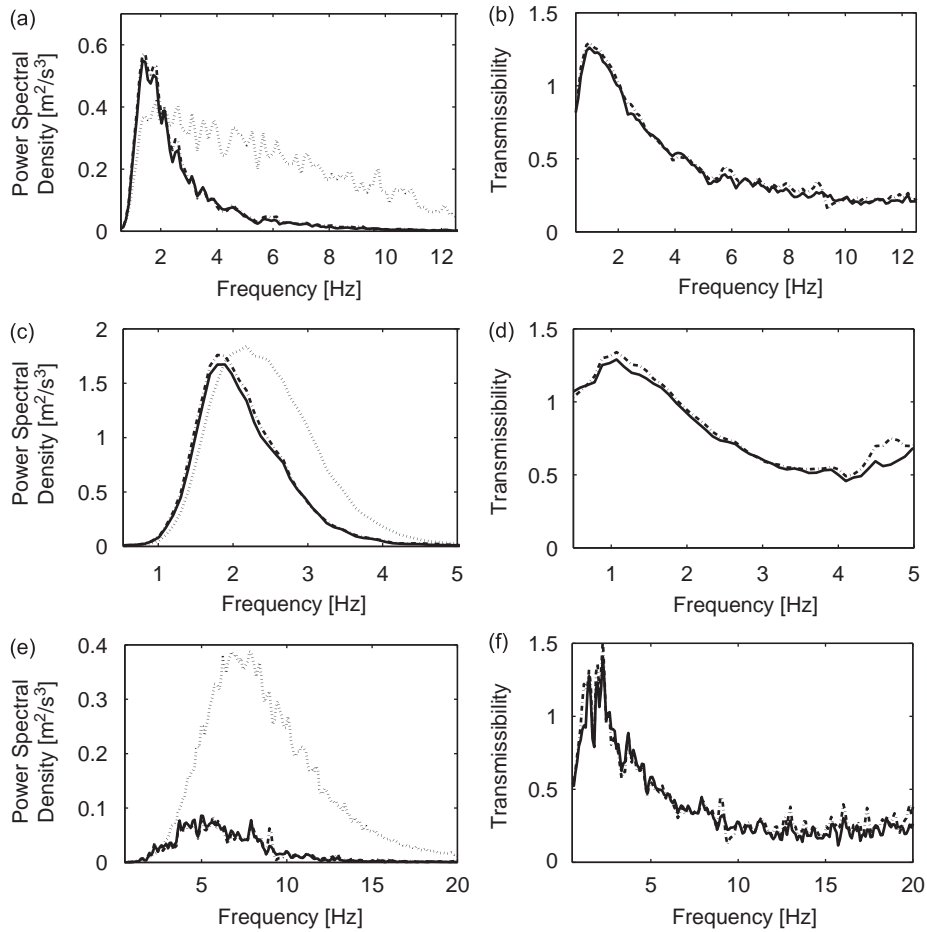 (a)
Power Spectral
Density [m²/s³]
0.6
0.4
0.2
0
2 4 6 8 10 12
Frequency [Hz]
(b)
Transmissibility
1.5
1
0.5
0
2 4 6 8 10 12
Frequency [Hz]
(c)
Power Spectral
Density [m²/s³]
2
1.5
1
0.5
0
1 2 3 4 5
Frequency [Hz]
(d)
Transmissibility
1.5
1
0.5
0
1 2 3 4 5
Frequency [Hz]
(e)
Power Spectral
Density [m²/s³]
0.4
0.3
0.2
0.1
0
5 10 15 20
Frequency [Hz]
(f)
Transmissibility
1.5
1
0.5
0
5 10 15 20
Frequency [Hz]